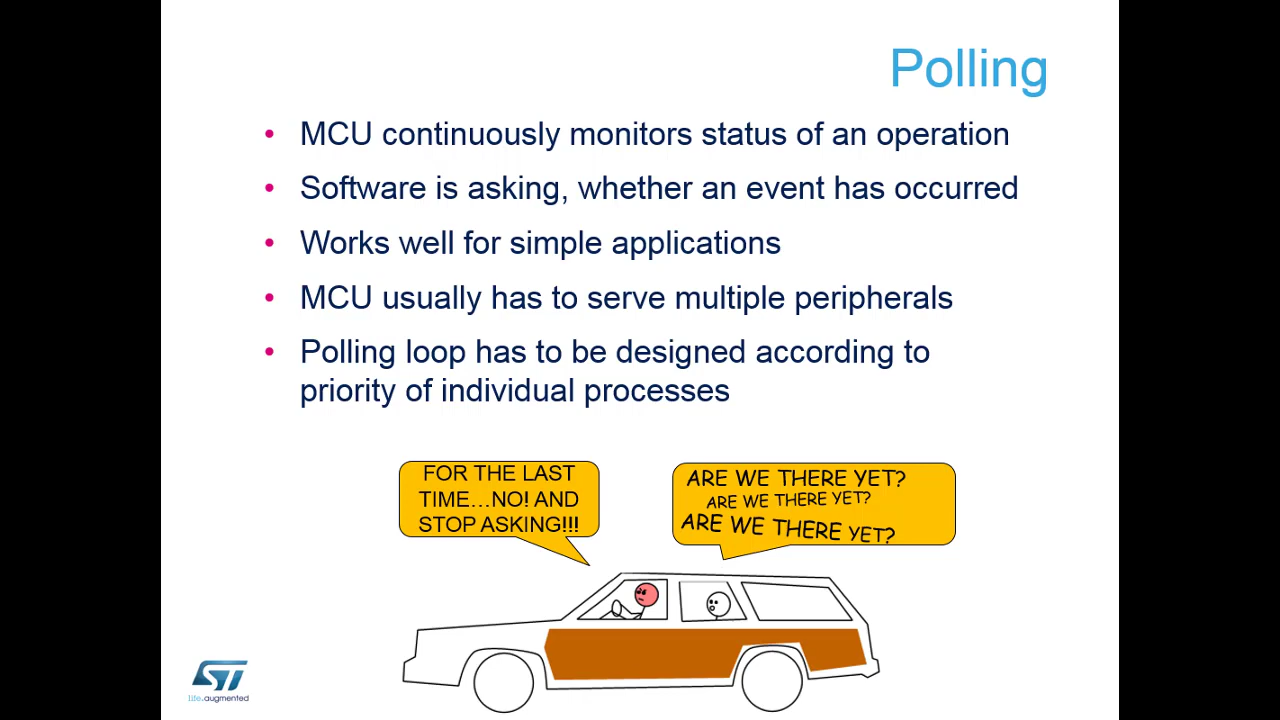 Polling
• MCU continuously monitors status of an operation
• Software is asking, whether an event has occurred
• Works well for simple applications
• MCU usually has to serve multiple peripherals
• Polling loop has to be designed according to
priority of individual processes
FOR THE LAST
TIME...NO! AND
STOP ASKING!!!
ARE WE THERE YET?
ARE WE THERE YET?
ARE WE THERE YET?
ST
life.augmented